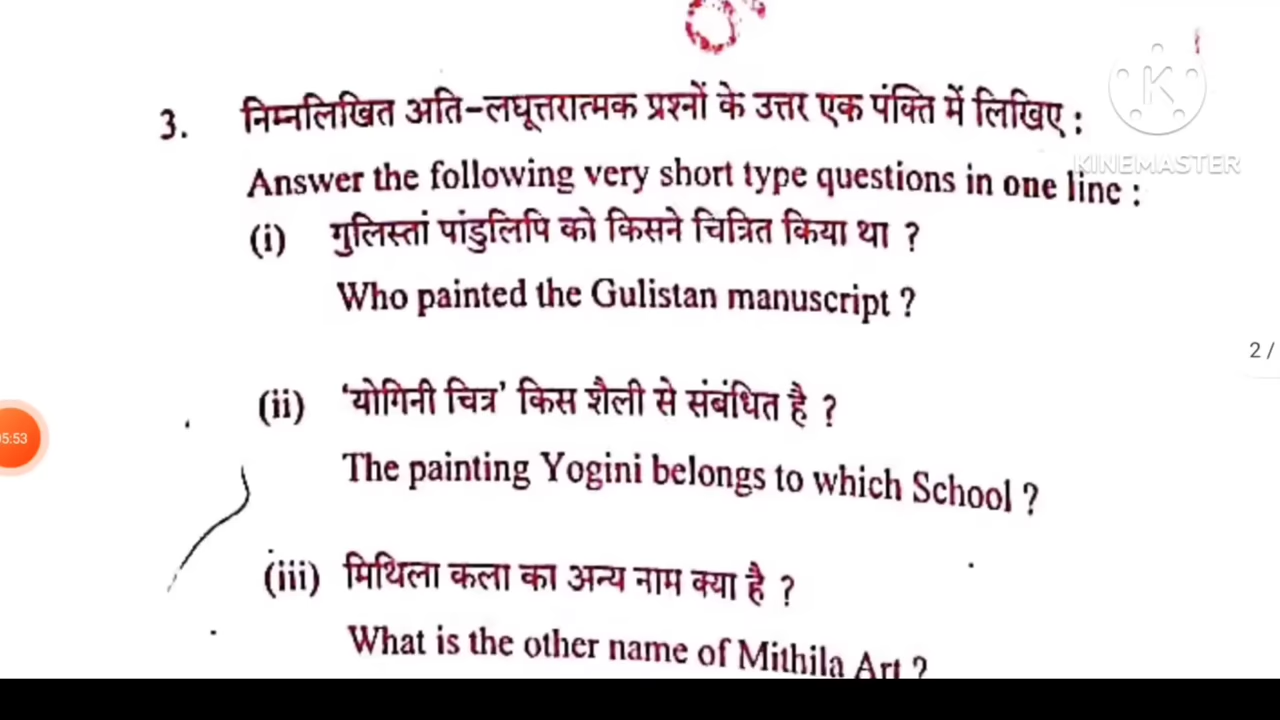 K
KINEMASTER
3. निम्नलिखित अति-लघूत्तरात्मक प्रश्नों के उत्तर एक पंक्ति में लिखिए :
Answer the following very short type questions in one line :
(i) गुलिस्तां पांडुलिपि को किसने चित्रित किया था ?
Who painted the Gulistan manuscript ?
2 /
(ii) 'योगिनी चित्र' किस शैली से संबंधित है ?
05:53
The painting Yogini belongs to which School ?
(iii) मिथिला कला का अन्य नाम क्या है ?
What is the other name of Mithila Art ?